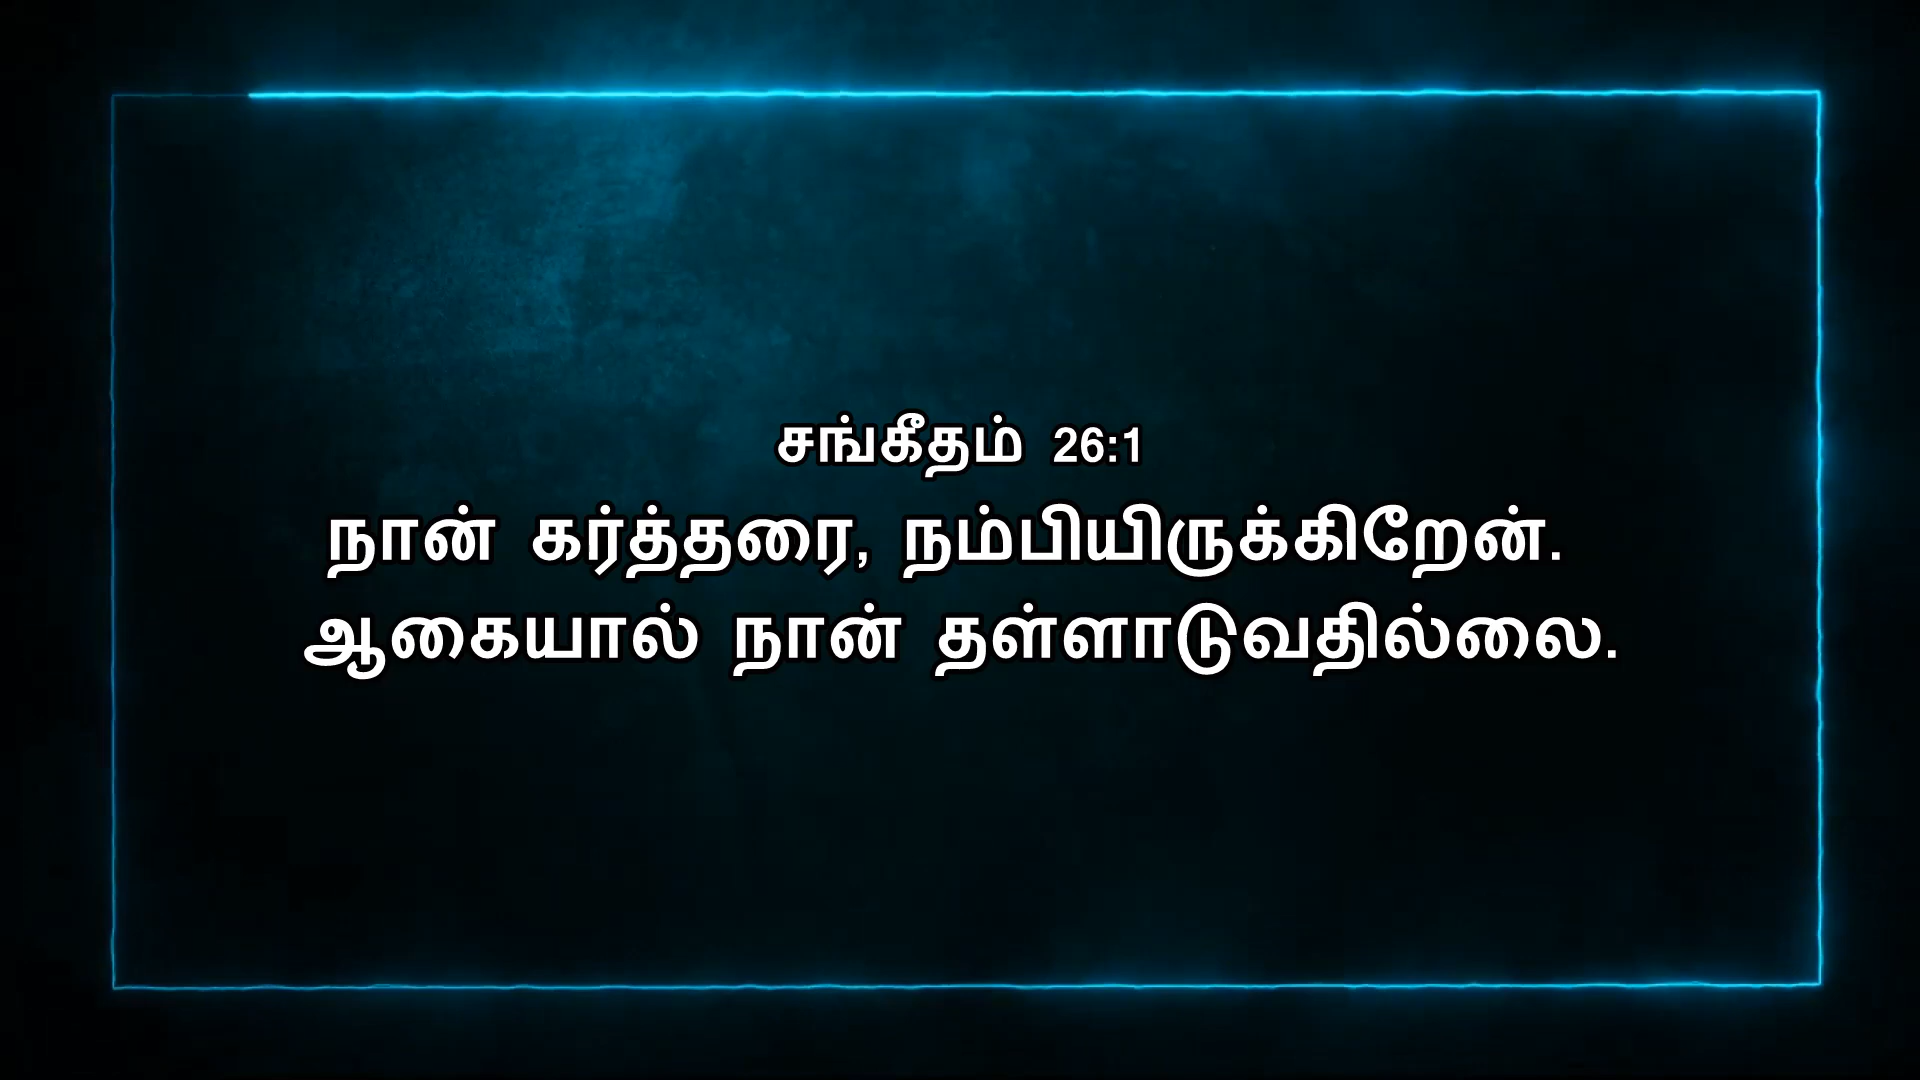 சங்கீதம் 26:1
நான் கர்த்தரை, நம்பியிருக்கிறேன்.
ஆகையால் நான் தள்ளாடுவதில்லை.